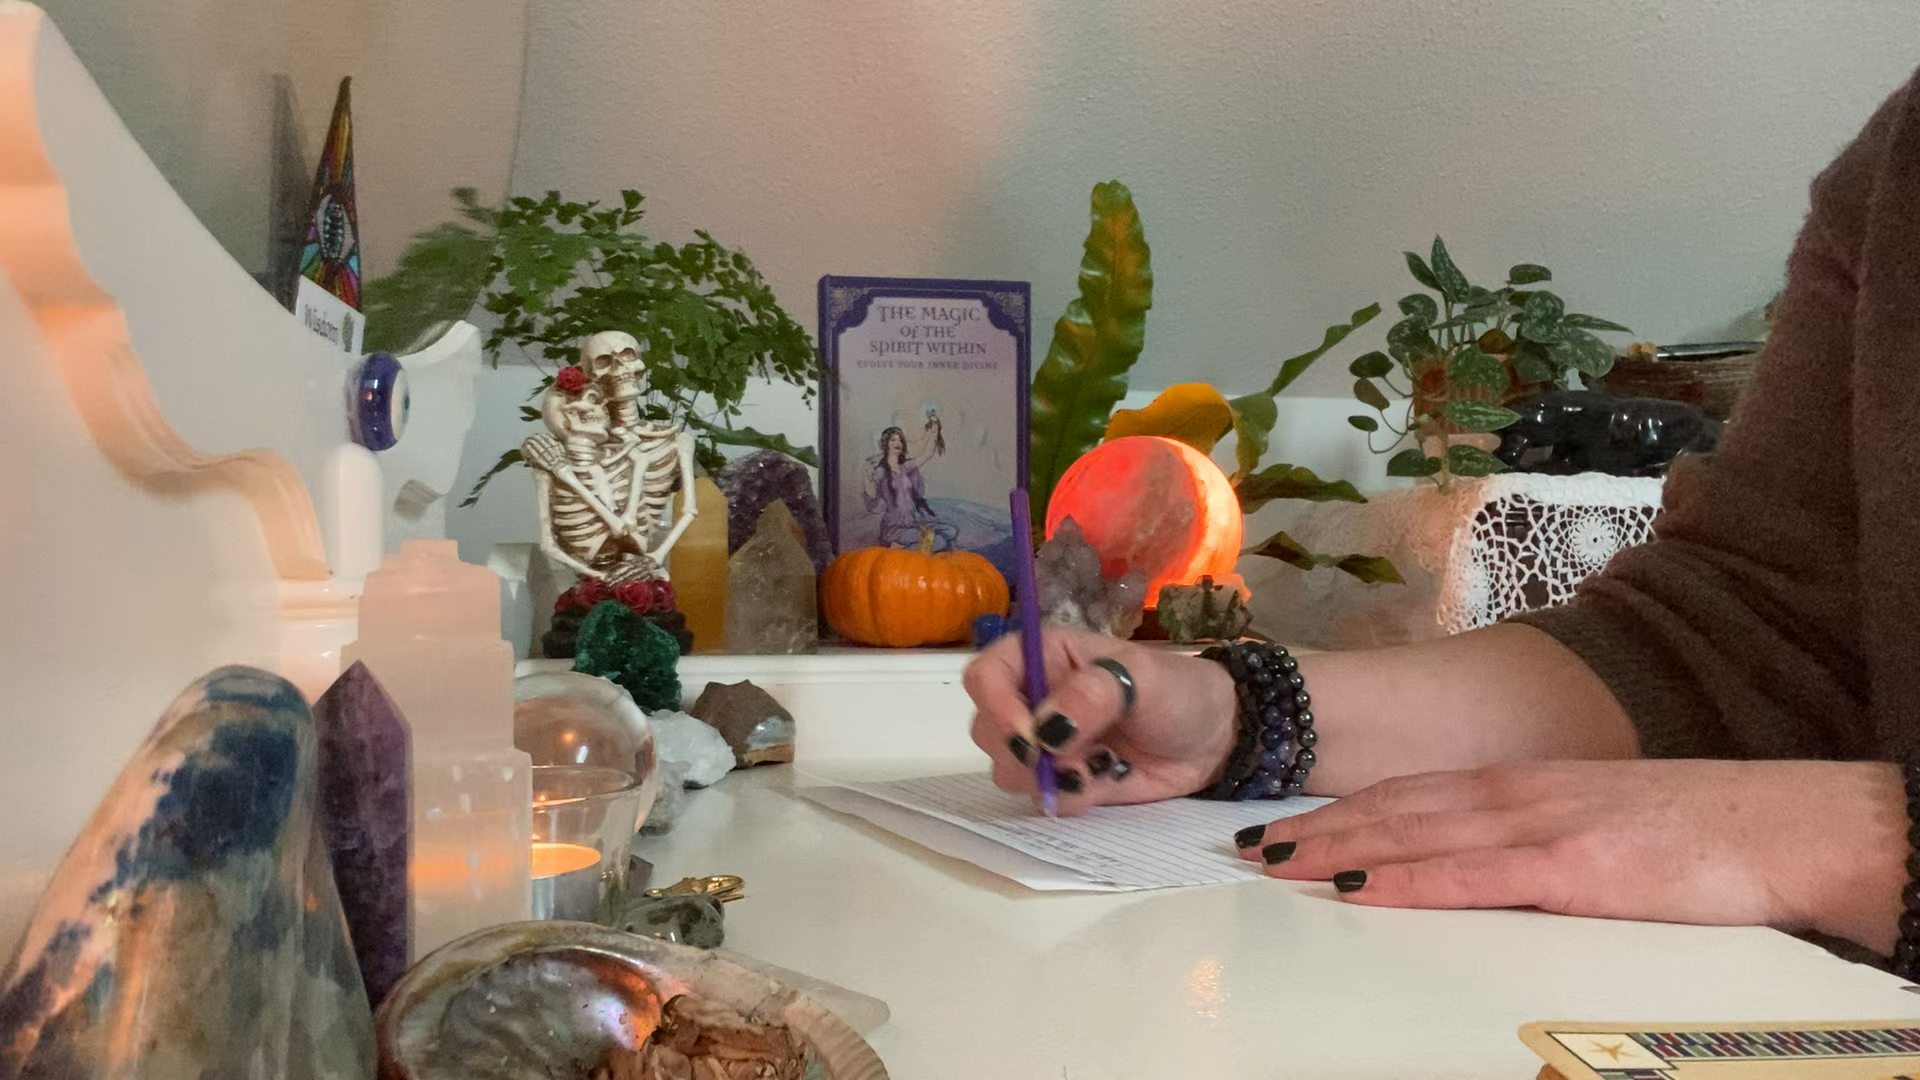 Wisdom
THE MAGIC
OF THE
SPIRIT WITHIN
EVOLVE YOUR INNER DIVINE